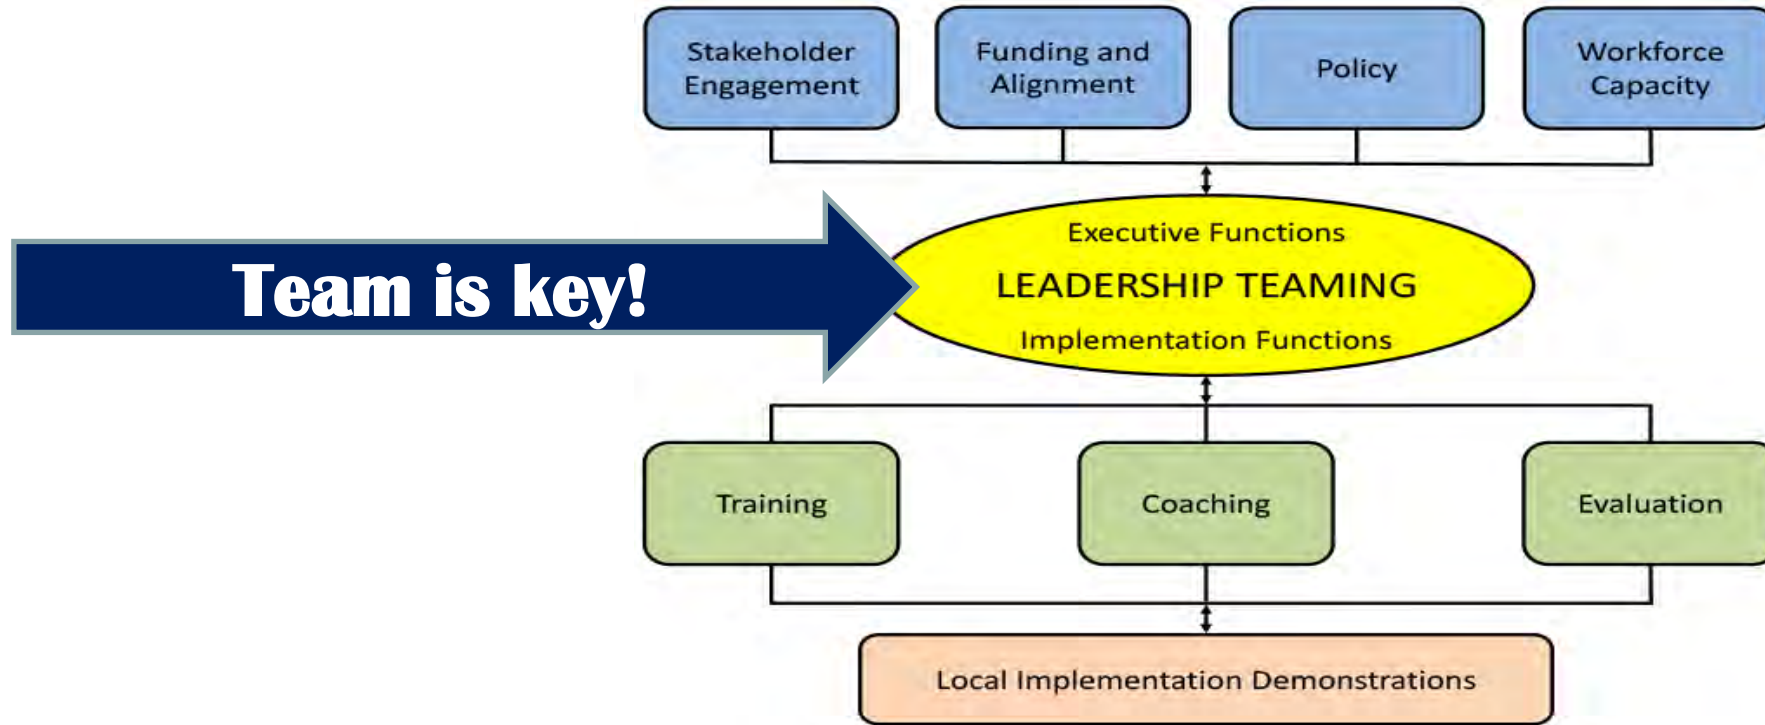 Stakeholder
Engagement
Funding and
Alignment
Policy
Workforce
Capacity
Team is key!
Executive Functions
LEADERSHIP TEAMING
Implementation Functions
Training
Coaching
Evaluation
Local Implementation Demonstrations